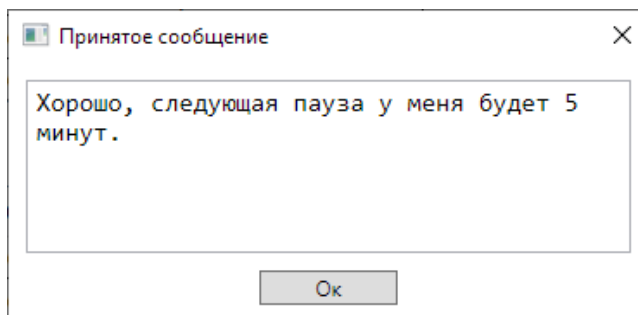 Принятое сообщение
Хорошо, следующая пауза у меня будет 5
минут.
Ок